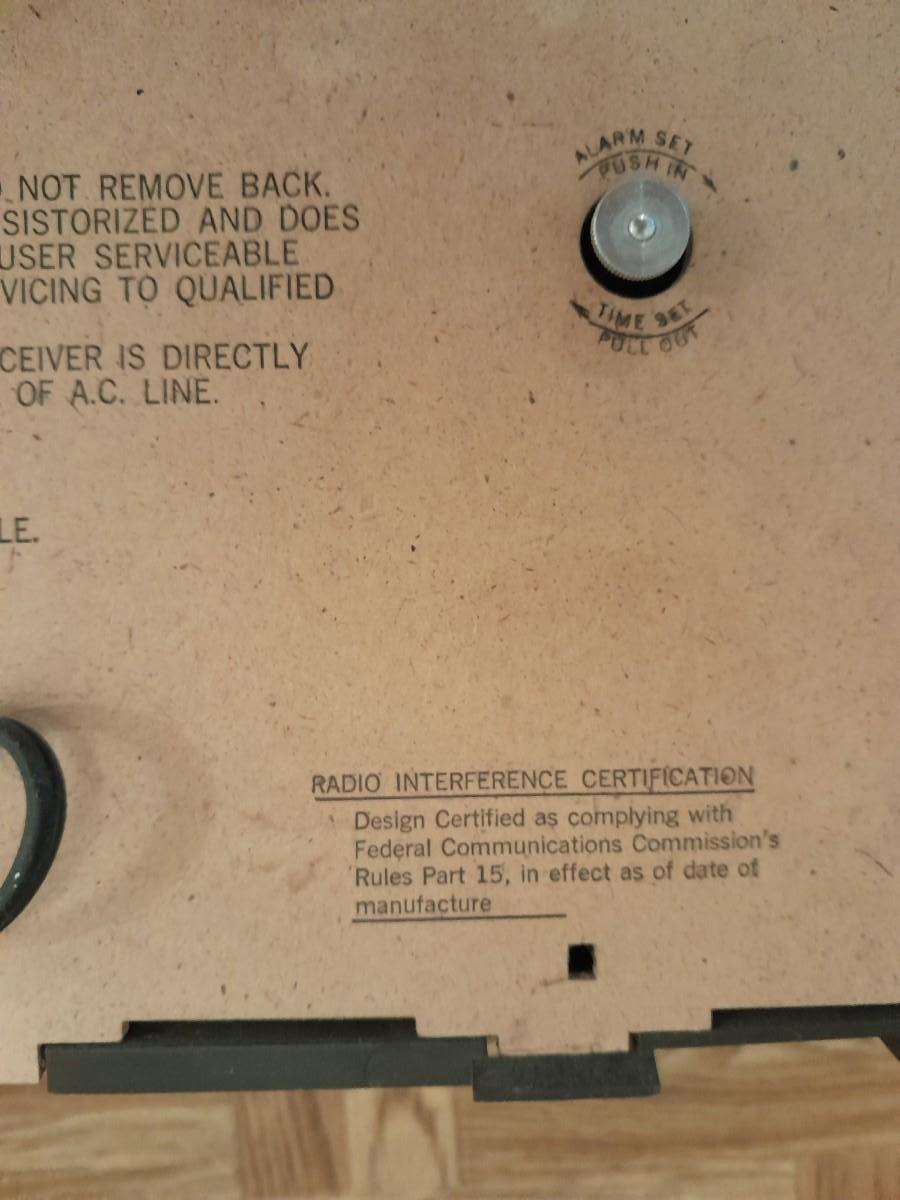 ALARM SET
PUSH IN
NOT REMOVE BACK.
SISTORIZED AND DOES
USER SERVICEABLE
VICING TO QUALIFIED
TIME SET
PULL OUT
CEIVER IS DIRECTLY
OF A.C. LINE.
LE.
RADIO INTERFERENCE CERTIFICATION
Design Certified as complying with
Federal Communications Commission's
Rules Part 15, in effect as of date of
manufacture